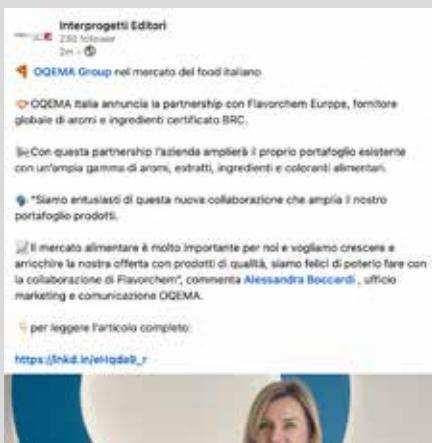 Interprogetti Editori
230 follower
2m •
OQEMA Group nel mercato del food italiano
OQEMA Italia annuncia la partnership con Flavorchem Europe, fornitore
globale di aromi e ingredienti certificato BRC.
Con questa partnership l'azienda amplierà il proprio portafoglio esistente
con un'ampia gamma di aromi, estratti, ingredienti e coloranti alimentari.
"Siamo entusiasti di questa nuova collaborazione che amplia il nostro
portafoglio prodotti.
Il mercato alimentare è molto importante per noi e vogliamo crescere e
arricchire la nostra offerta con prodotti di qualità, siamo felici di poterlo fare con
la collaborazione di Flavorchem", commenta Alessandra Boccardi , ufficio
marketing e comunicazione OQEMA.
per leggere l'articolo completo: